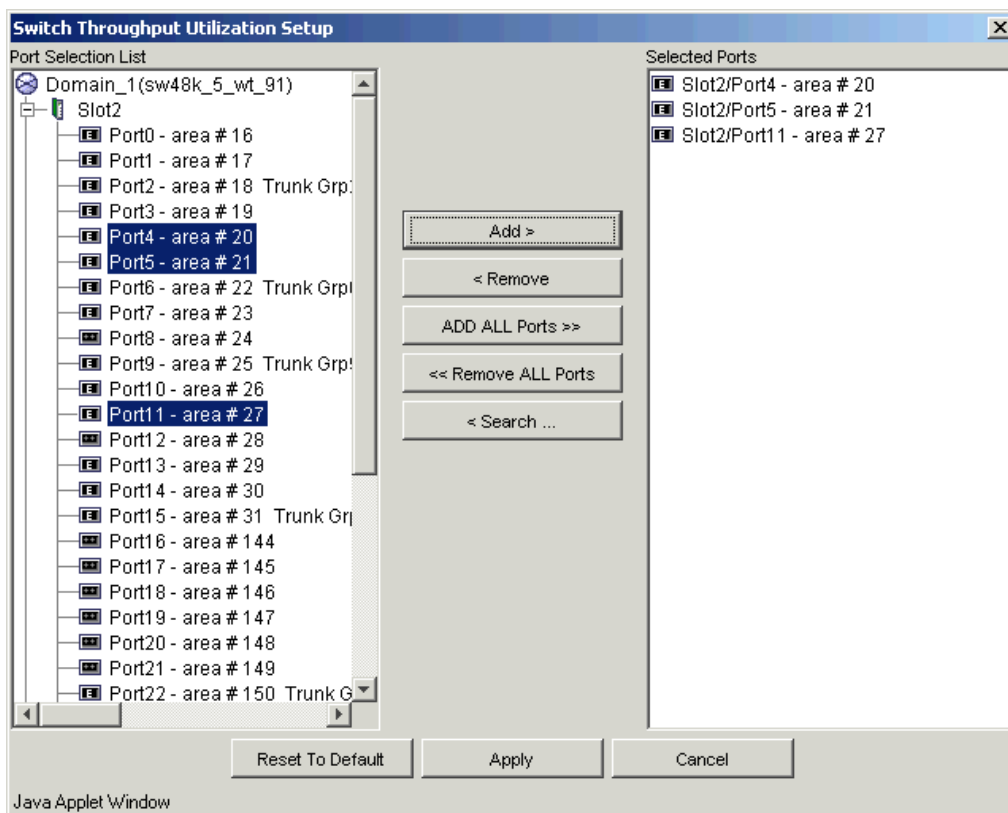 Switch Throughput Utilization Setup
Port Selection List
Domain_1(sw48k_5_wt_91)
Slot2
Port0 - area # 16
Port1 - area # 17
Port2 - area # 18 Trunk Grp
Port3 - area # 19
Port4 - area # 20
Port5 - area # 21
Port6 - area # 22 Trunk Grp
Port7 - area # 23
Port8 - area # 24
Port9 - area # 25 Trunk Grp
Port10 - area # 26
Port11 - area # 27
Port12 - area # 28
Port13 - area # 29
Port14 - area # 30
Port15 - area # 31 Trunk Gr
Port16 - area # 144
Port17 - area # 145
Port18 - area # 146
Port19 - area # 147
Port20 - area # 148
Port21 - area # 149
Port22 - area # 150 Trunk G
Add >
< Remove
ADD ALL Ports >>
<< Remove ALL Ports
< Search ...
Selected Ports
Slot2/Port4 - area # 20
Slot2/Port5 - area # 21
Slot2/Port11 - area # 27
Reset To Default
Apply
Cancel
Java Applet Window